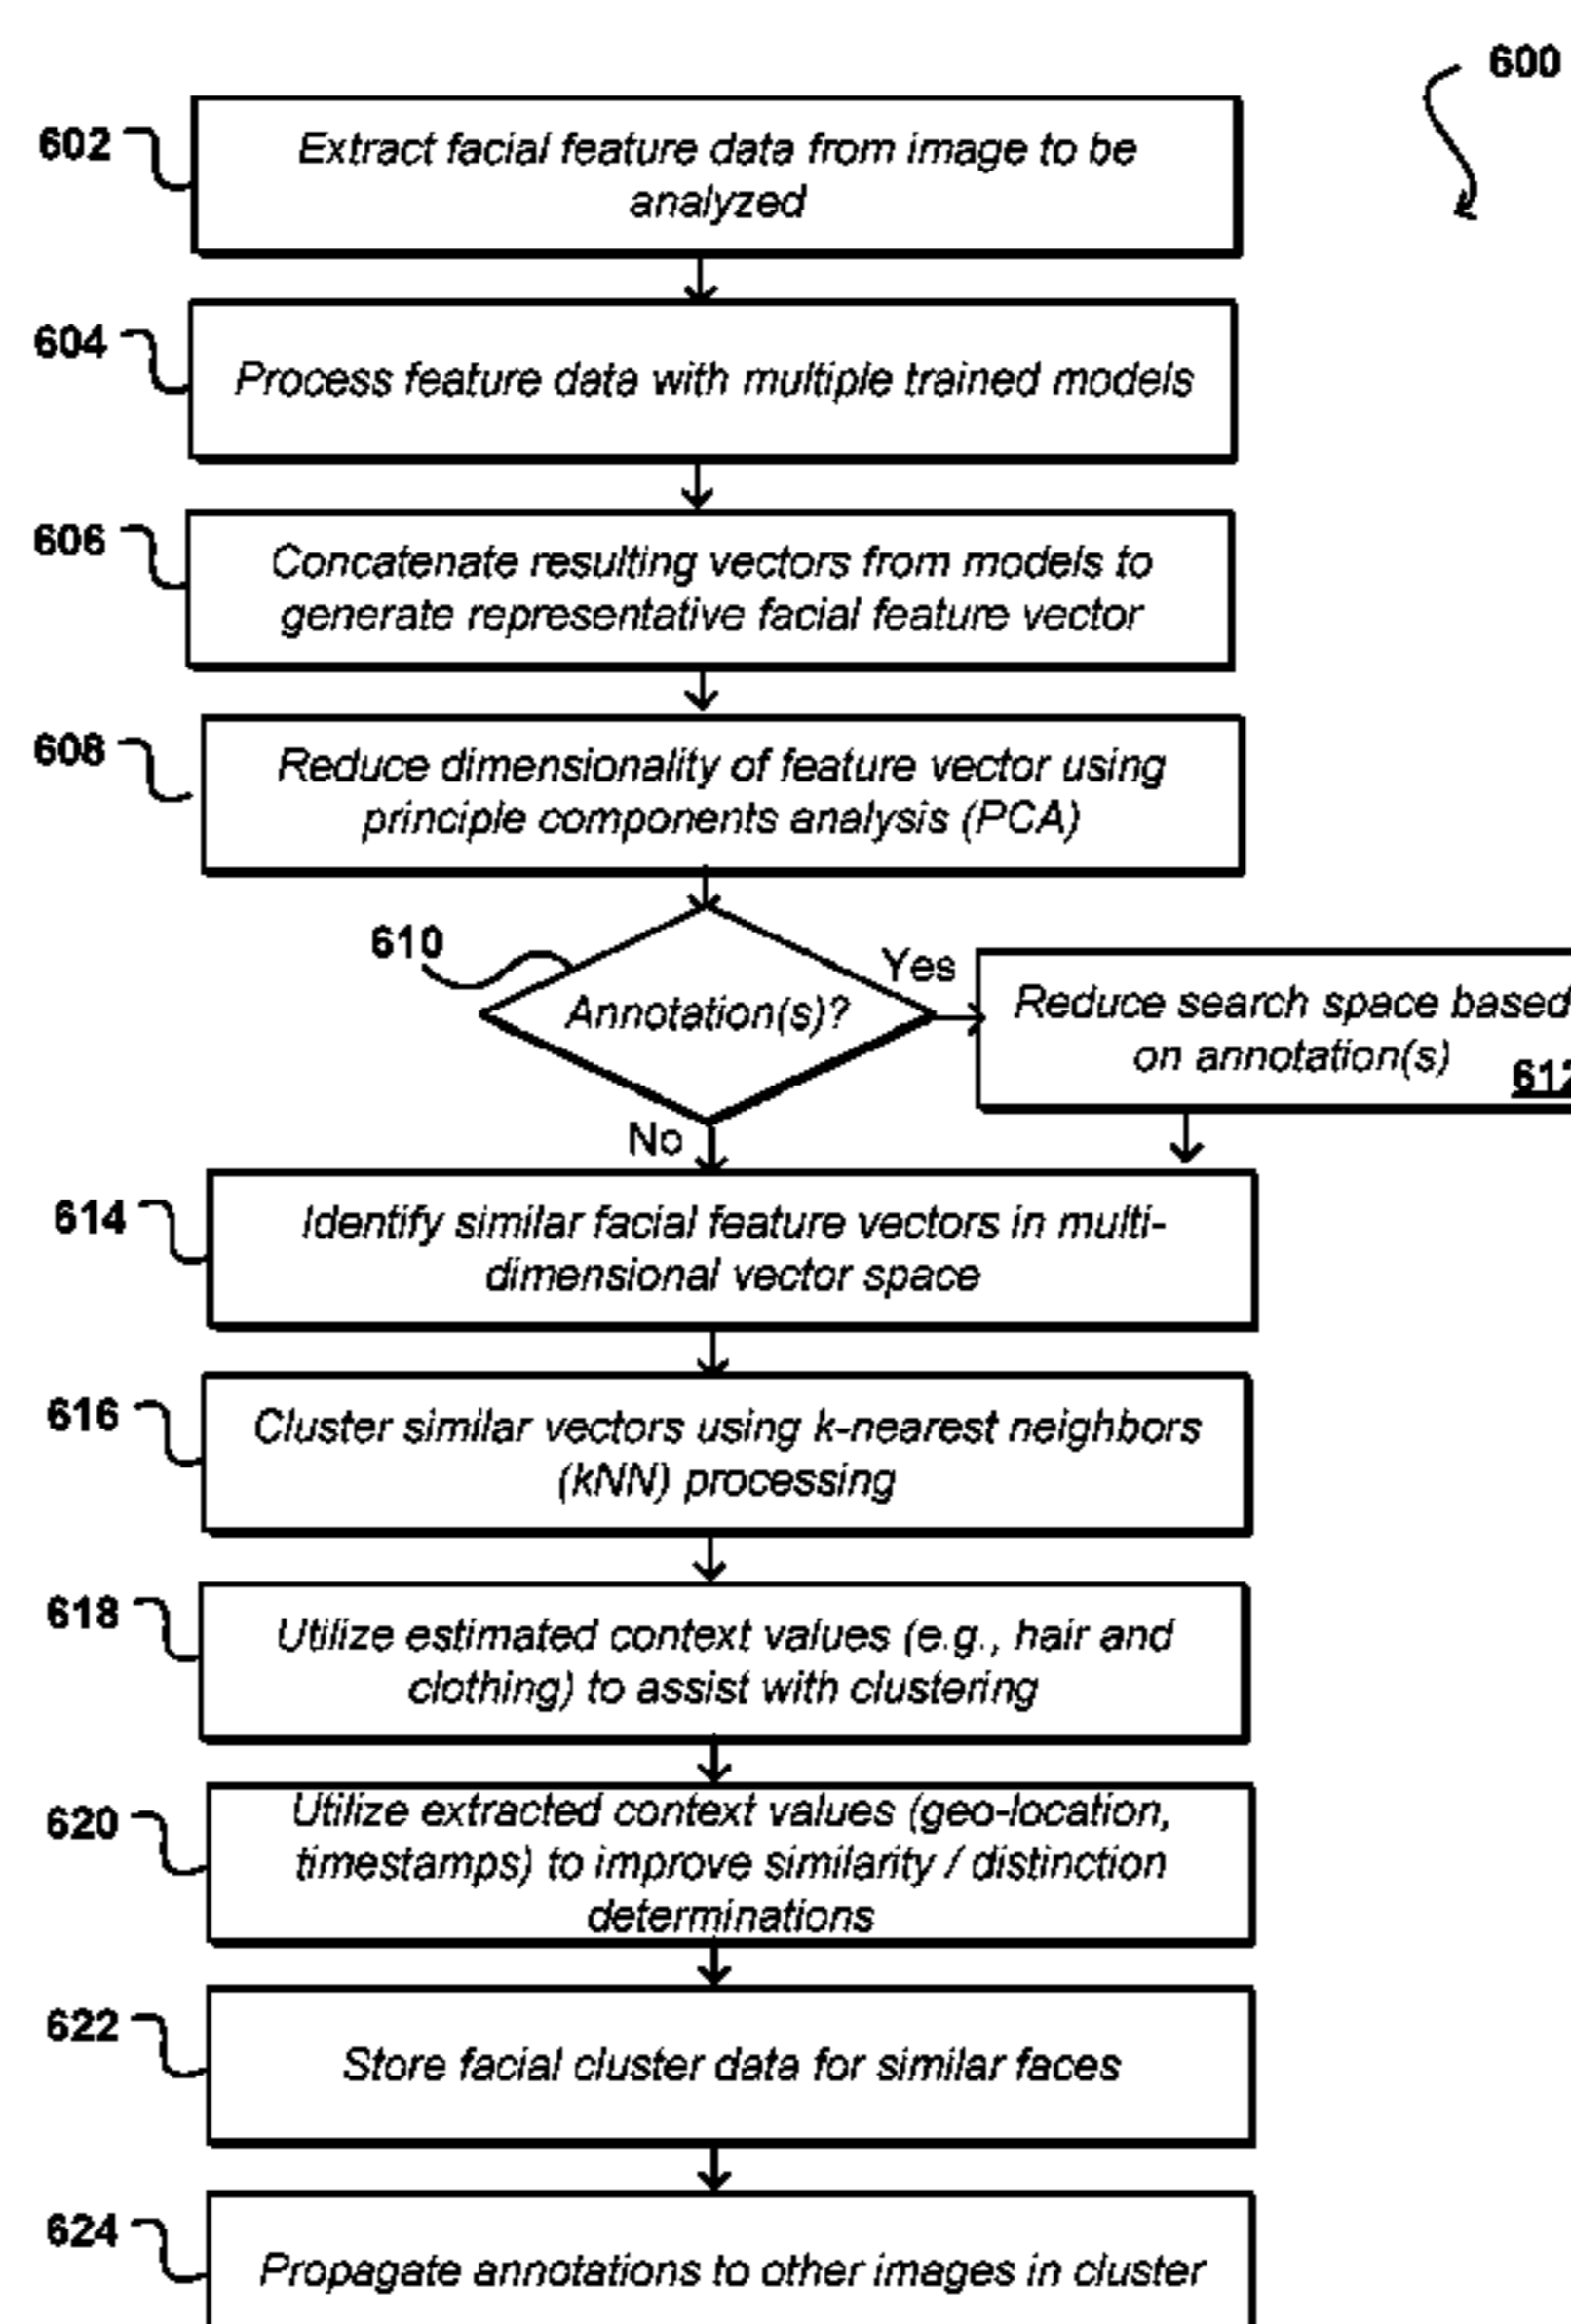 600
602
Extract facial feature data from image to be
analyzed
604
Process feature data with multiple trained models
606
Concatenate resulting vectors from models to
generate representative facial feature vector
608
Reduce dimensionality of feature vector using
principle components analysis (PCA)
610
Annotation(s)?
Yes
Reduce search space based
on annotation(s)
612
No
614
Identify similar facial feature vectors in multi-
dimensional vector space
616
Cluster similar vectors using k-nearest neighbors
(kNN) processing
618
Utilize estimated context values (e.g., hair and
clothing) to assist with clustering
620
Utilize extracted context values (geo-location,
timestamps) to improve similarity / distinction
determinations
622
Store facial cluster data for similar faces
624
Propagate annotations to other images in cluster